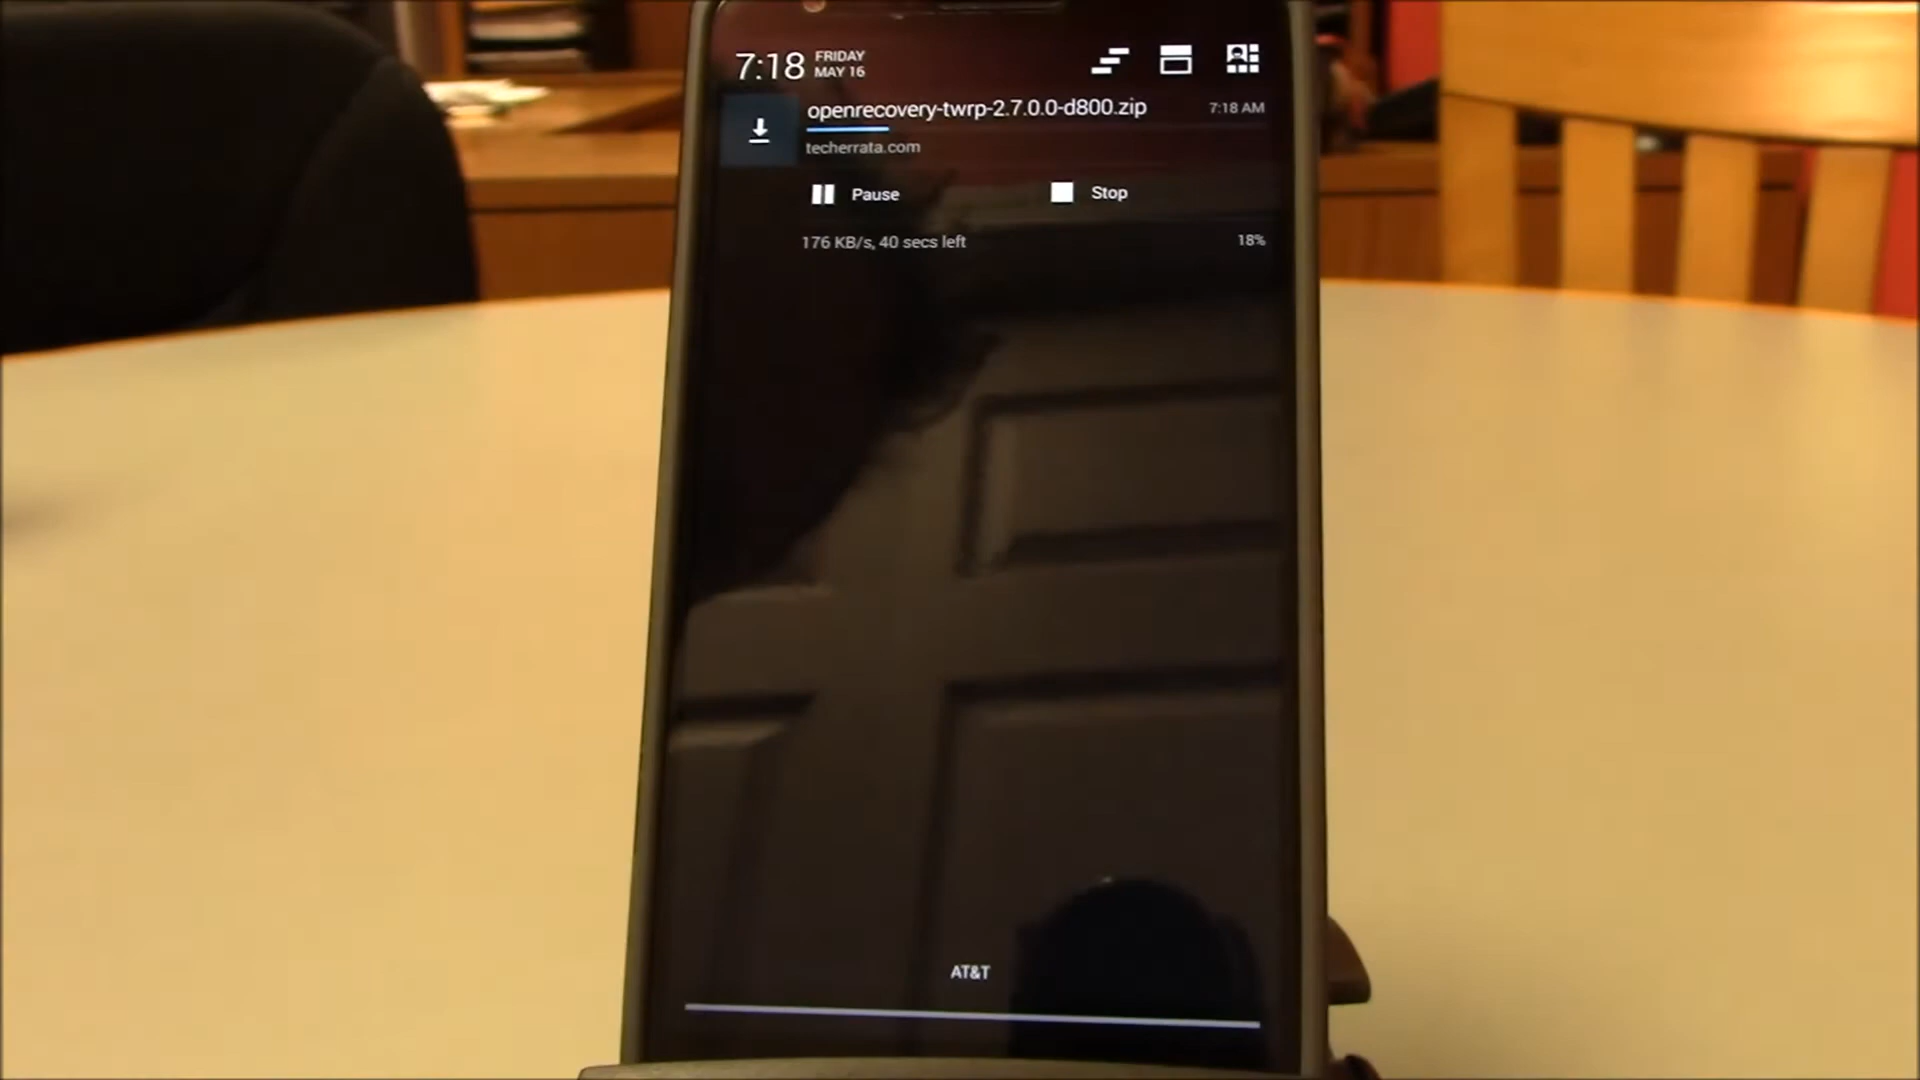 7:18 FRIDAY
MAY 16
openrecovery-twrp-2.7.0.0-d800.zip 7:18 AM
techerrata.com
Pause Stop
176 KB/s, 40 secs left 18%
AT&T